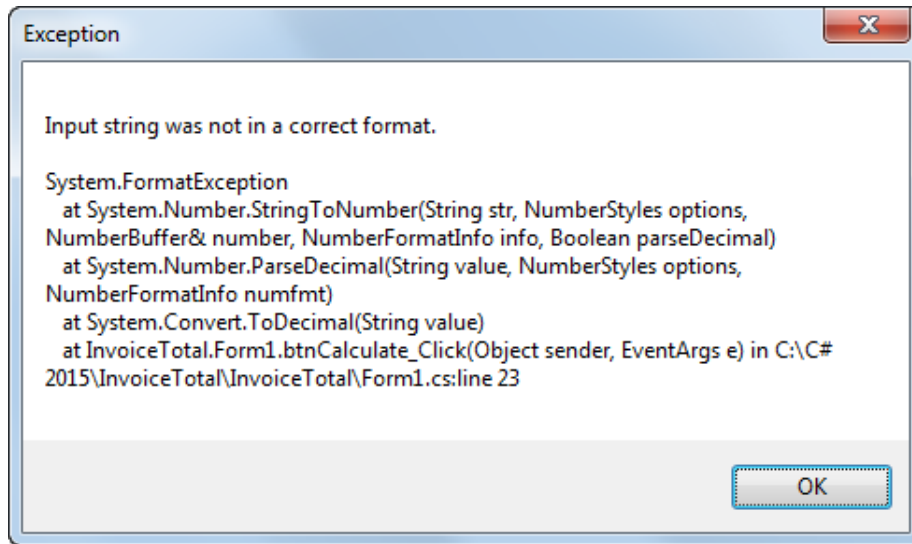 Exception
Input string was not in a correct format.
System.FormatException
at System.Number.StringToNumber(String str, NumberStyles options,
NumberBuffer& number, NumberFormatInfo info, Boolean parseDecimal)
at System.Number.ParseDecimal(String value, NumberStyles options,
NumberFormatInfo numfmt)
at System.Convert.ToDecimal(String value)
at InvoiceTotal.Form1.btnCalculate_Click(Object sender, EventArgs e) in C:\C#
2015\InvoiceTotal\InvoiceTotal\Form1.cs:line 23
OK